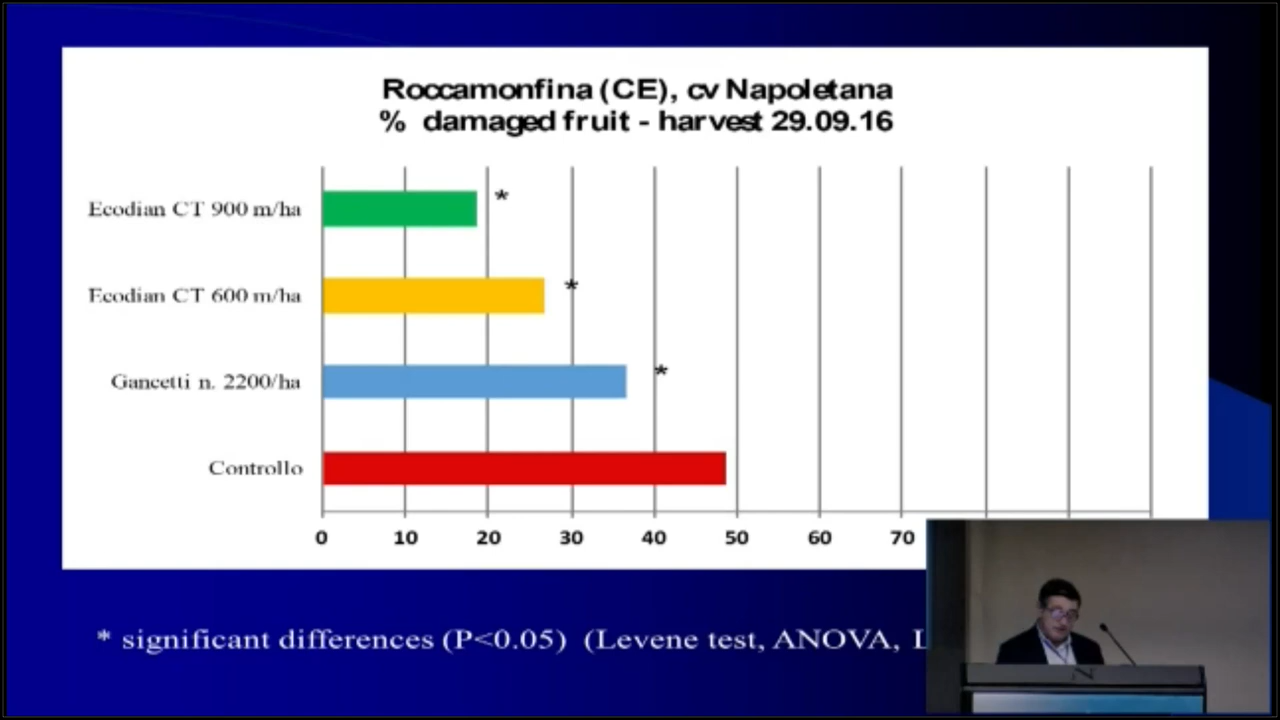 Roccamonfina (CE), cv Napoletana
% damaged fruit - harvest 29.09.16
Ecodian CT 900 m/ha
*
Ecodian CT 600 m/ha
*
Gancetti n. 2200/ha
*
Controllo
0 10 20 30 40 50 60 70
* significant differences (P<0.05) (Levene test, ANOVA, L
N